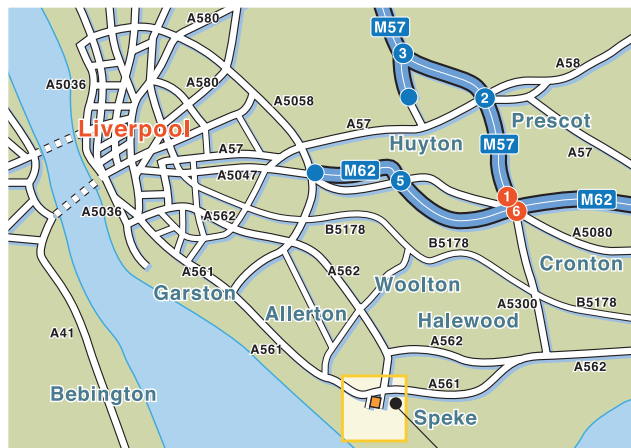 A580
M57
3
A58
A5036
A580
A5058
2
Liverpool
A57
Prescot
Huyton
M57
A57
A57
A5047
M62
5
1
M62
6
A5036
A562
B5178
A5080
A561
B5178
Cronton
A562
Woolton
Garston
A5300
B5178
Allerton
Halewood
A41
A562
A561
A562
A561
Bebington
Speke